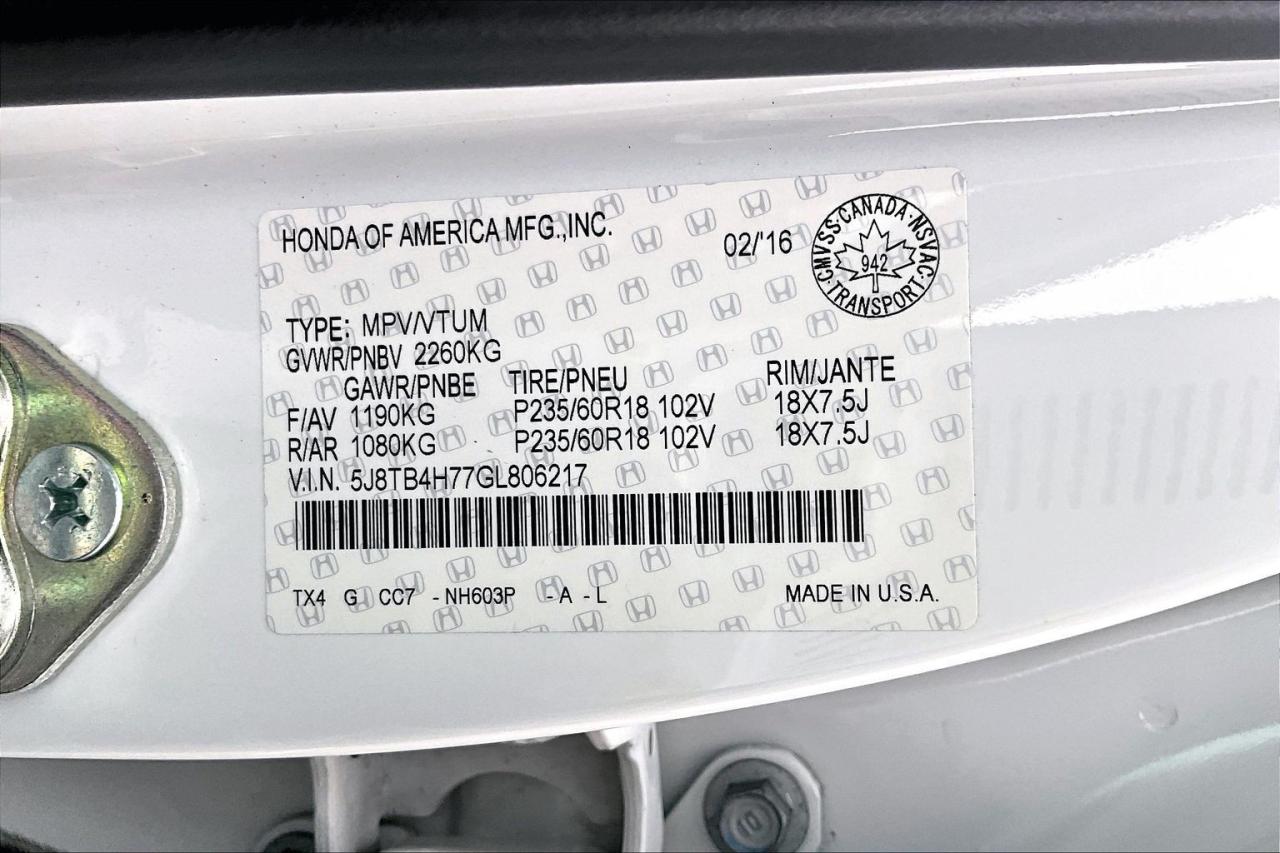 HONDA OF AMERICA MFG.,INC.
02/'16
CMVSS·CANADA·NSVAC·TRANSPORT
942
TYPE: MPV/VTUM
GVWR/PNBV 2260KG
GAWR/PNBE TIRE/PNEU RIM/JANTE
F/AV 1190KG P235/60R18 102V 18X7.5J
R/AR 1080KG P235/60R18 102V 18X7.5J
V.I.N. 5J8TB4H77GL806217
TX4 G CC7 -NH603P -A -L MADE IN U.S.A.
10